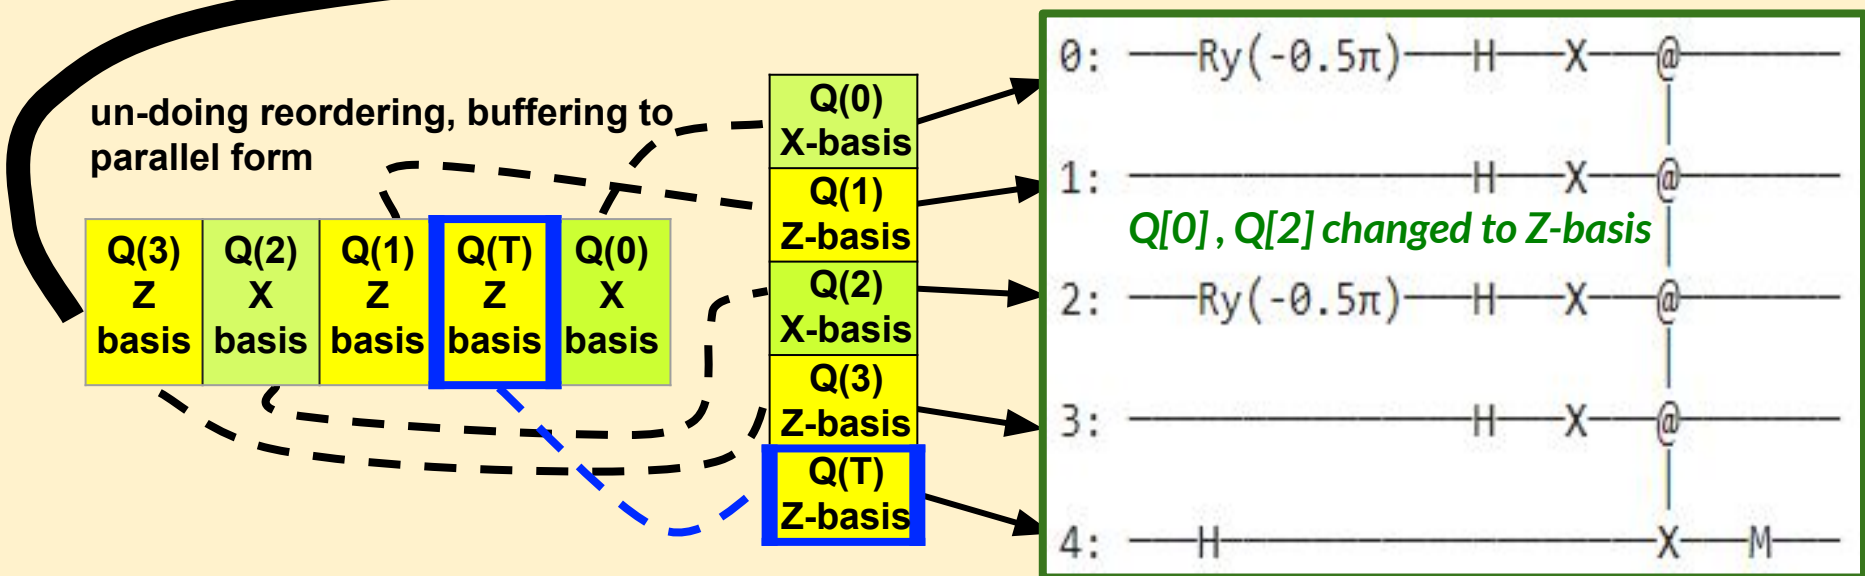 un-doing reordering, buffering to
parallel form
Q(3)
Z
basis
Q(2)
X
basis
Q(1)
Z
basis
Q(T)
Z
basis
Q(0)
X
basis
Q(0)
X-basis
Q(1)
Z-basis
Q(2)
X-basis
Q(3)
Z-basis
Q(T)
Z-basis
0: ───Ry(-0.5π)───H───X───@───
1: ───H───X───@───
Q[0] , Q[2] changed to Z-basis
2: ───Ry(-0.5π)───H───X───@───
3: ───H───X───@───
4: ───H───X───M───